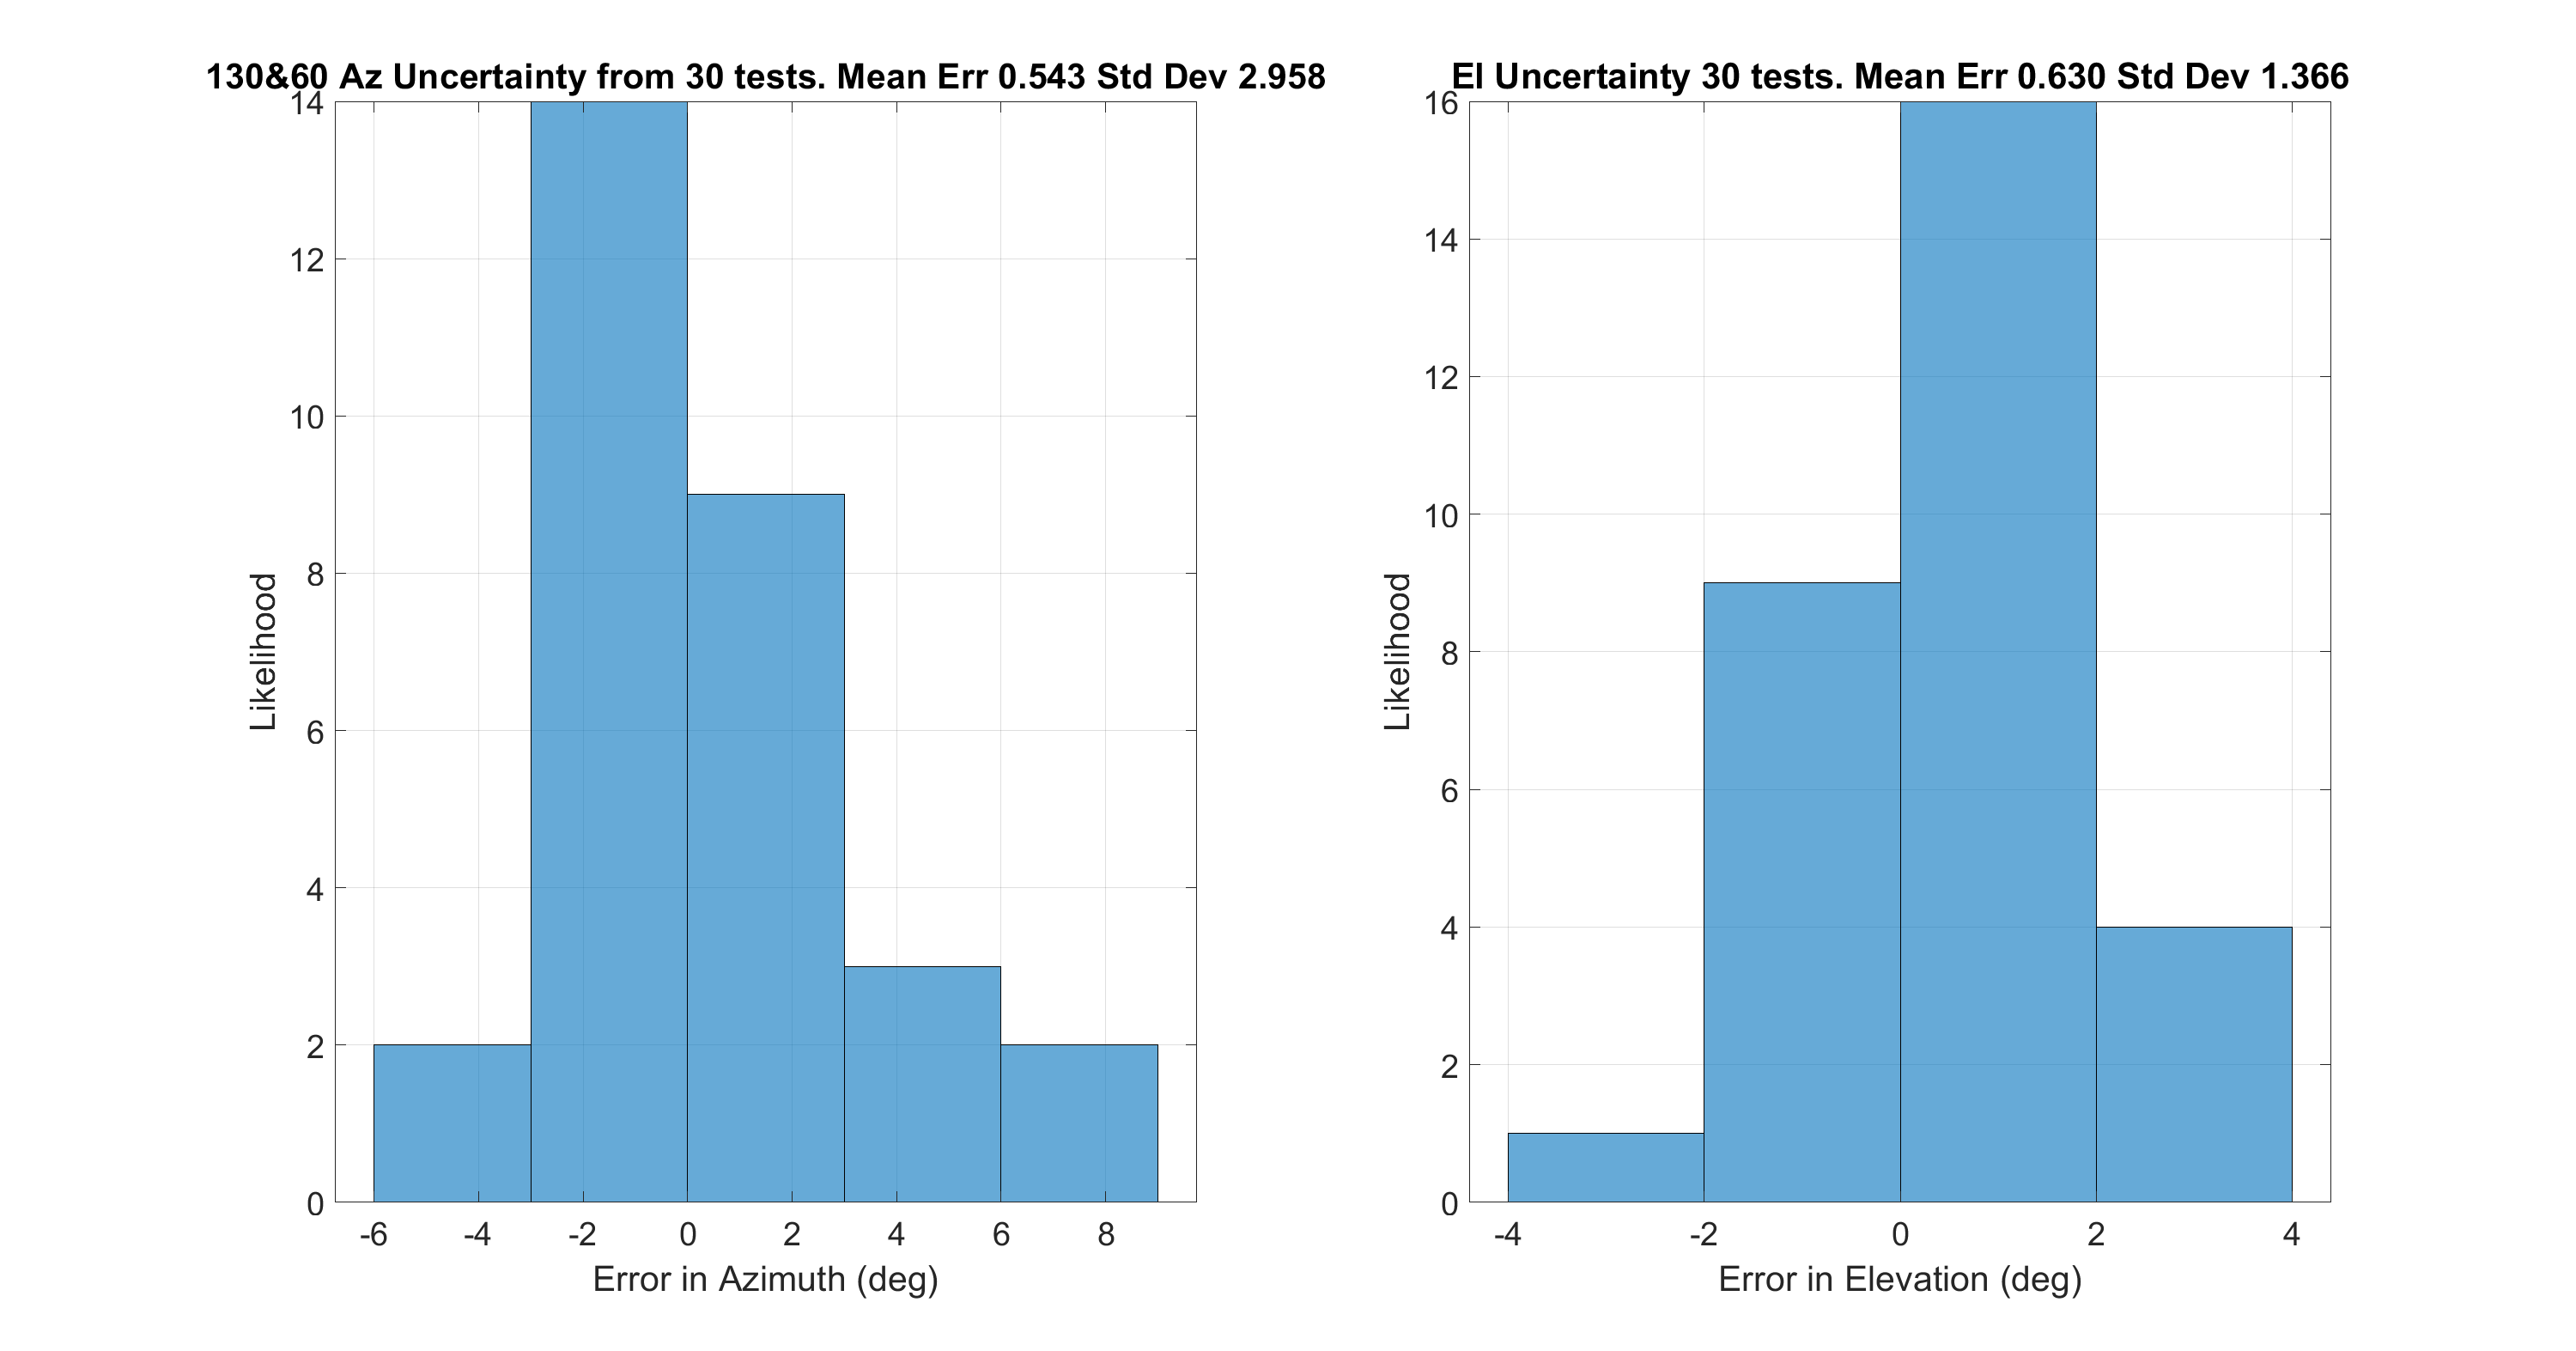 130&60 Az Uncertainty from 30 tests. Mean Err 0.543 Std Dev 2.958
14
12
10
8
6
4
2
0
Likelihood
-6 -4 -2 0 2 4 6 8
Error in Azimuth (deg)
El Uncertainty 30 tests. Mean Err 0.630 Std Dev 1.366
16
14
12
10
8
6
4
2
0
Likelihood
-4 -2 0 2 4
Error in Elevation (deg)